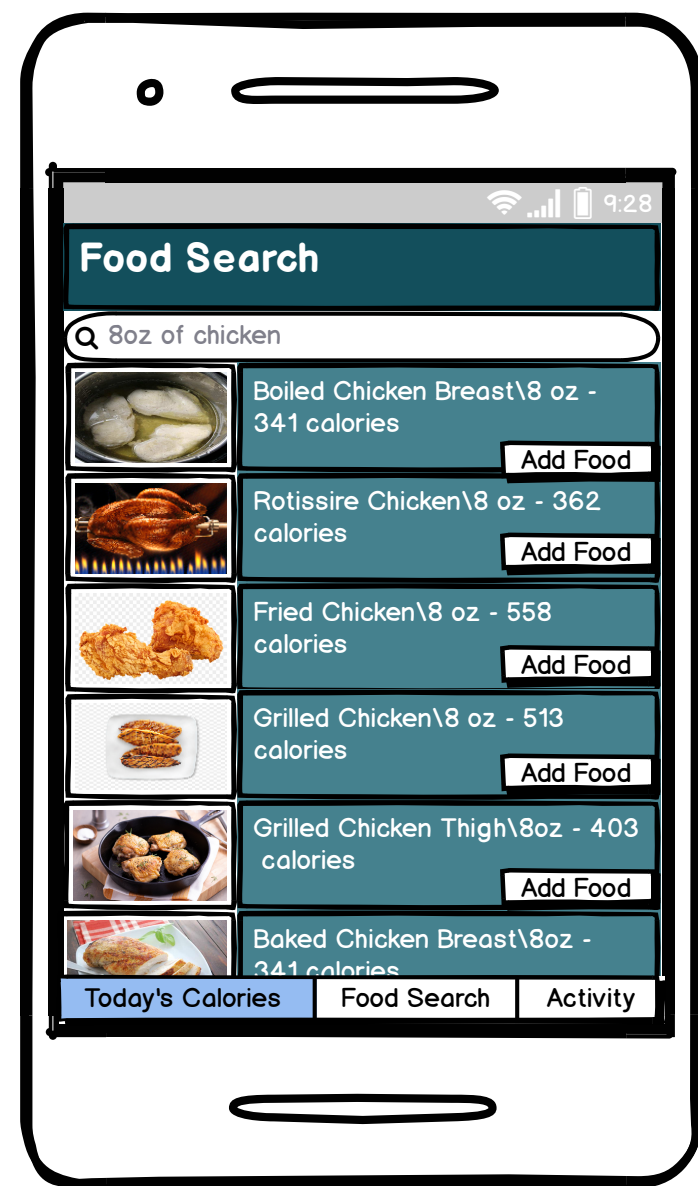 9:28
Food Search
8oz of chicken
Boiled Chicken Breast\8 oz -
341 calories
Add Food
Rotissire Chicken\8 oz - 362
calories
Add Food
Fried Chicken\8 oz - 558
calories
Add Food
Grilled Chicken\8 oz - 513
calories
Add Food
Grilled Chicken Thigh\8oz - 403
calories
Add Food
Baked Chicken Breast\8oz -
341 calories
Today's Calories
Food Search
Activity